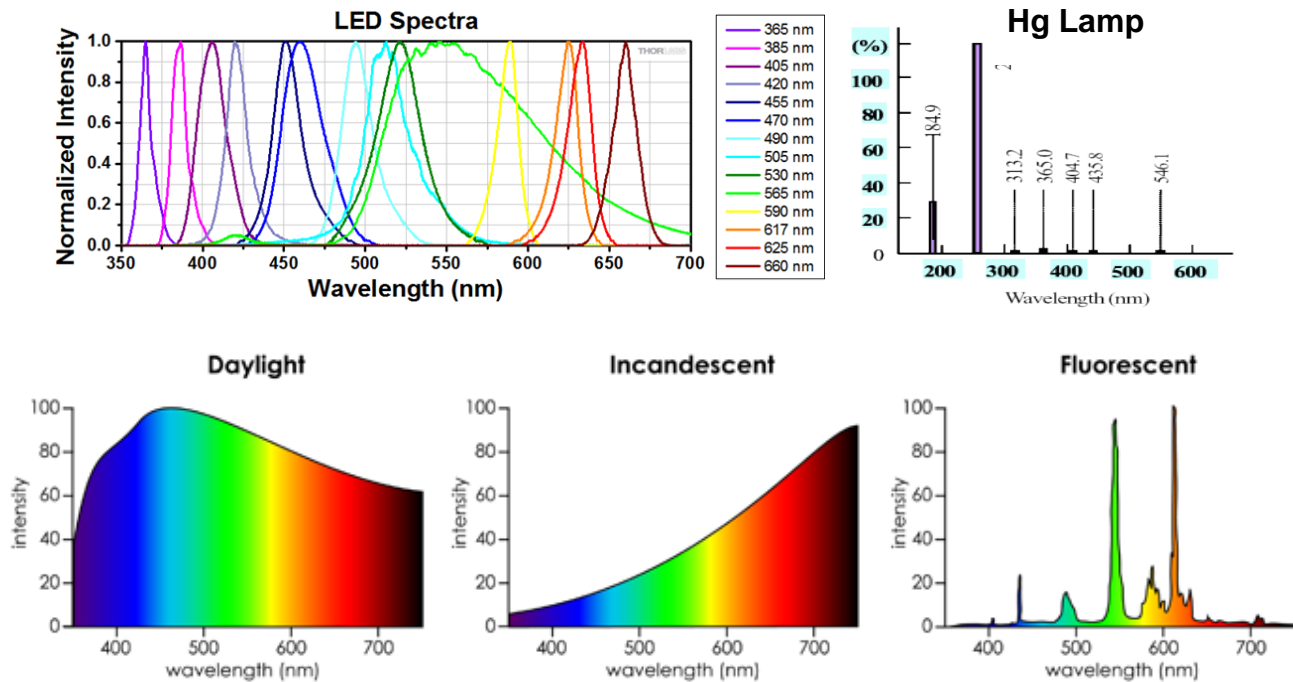 LED Spectra
Normalized Intensity
1.0
0.8
0.6
0.4
0.2
0.0
350 400 450 500 550 600 650 700
Wavelength (nm)
THORLABS
365 nm
385 nm
405 nm
420 nm
455 nm
470 nm
490 nm
505 nm
530 nm
565 nm
590 nm
617 nm
625 nm
660 nm
Hg Lamp
(%)
100
80
60
40
20
0
184.9
2
313.2
365.0
404.7
435.8
546.1
200 300 400 500 600
Wavelength (nm)
Daylight
intensity
100
80
60
40
20
0
400 500 600 700
wavelength (nm)
Incandescent
intensity
100
80
60
40
20
0
400 500 600 700
wavelength (nm)
Fluorescent
intensity
100
80
60
40
20
0
400 500 600 700
wavelength (nm)